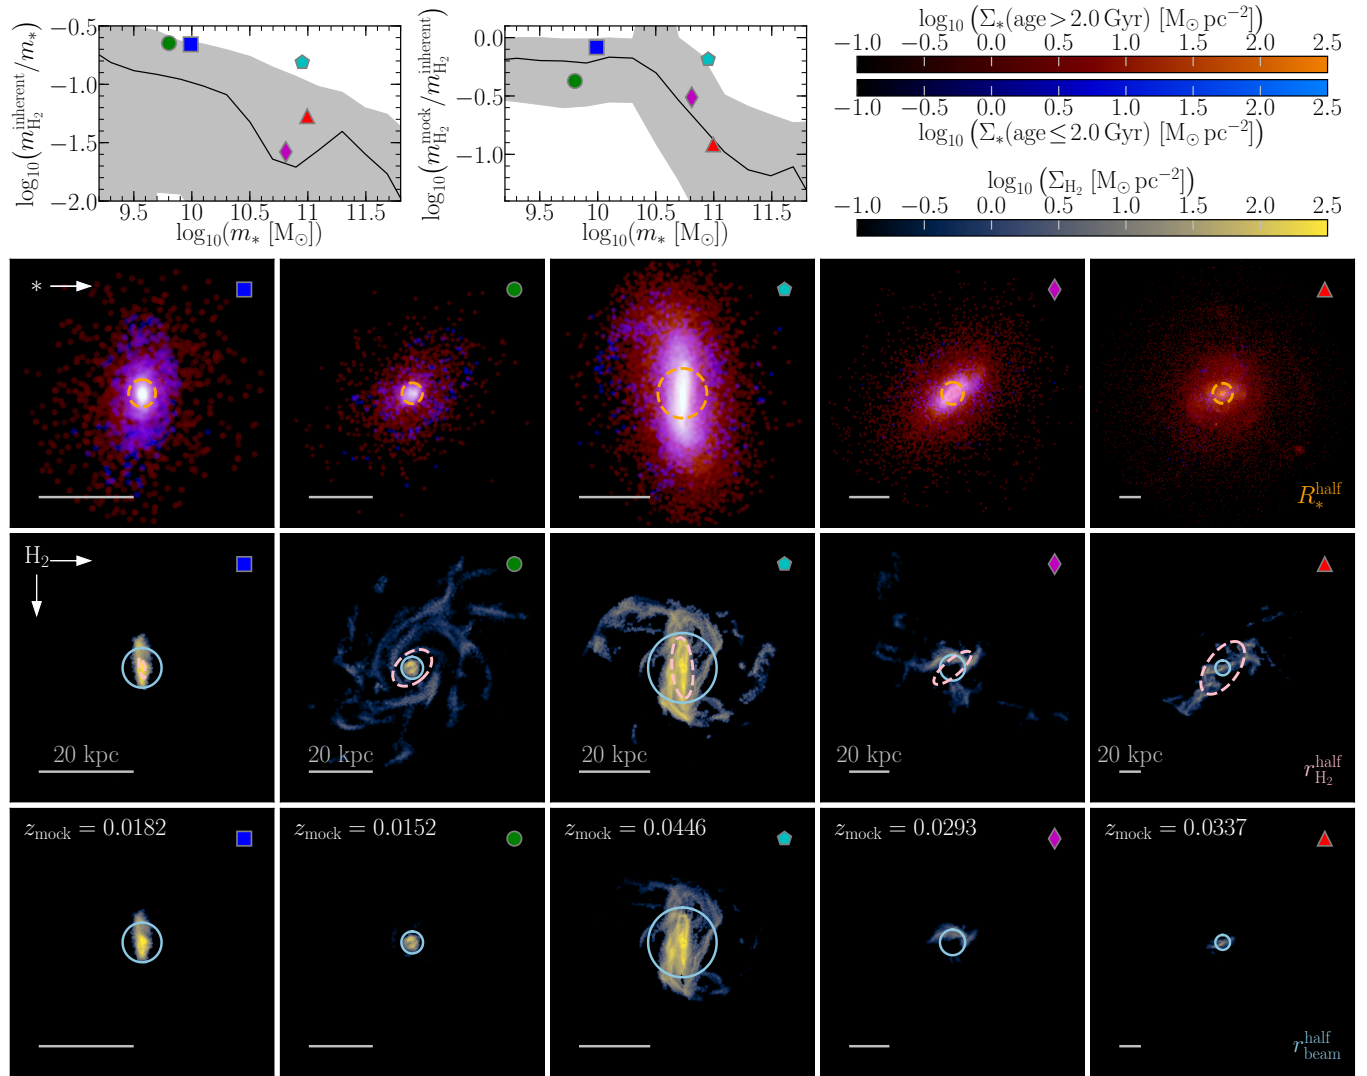 log₁₀(m_H₂^inherent/m_*)
−0.5
−1.0
−1.5
−2.0
9.5 10.0 10.5 11.0 11.5
log₁₀(m_* [M⊙])
log₁₀(m_H₂^mock/m_H₂^inherent)
0.0
−0.5
−1.0
9.5 10.0 10.5 11.0 11.5
log₁₀(m_* [M⊙])
log₁₀(Σ_*(age > 2.0 Gyr) [M⊙ pc⁻²])
−1.0 −0.5 0.0 0.5 1.0 1.5 2.0 2.5
−1.0 −0.5 0.0 0.5 1.0 1.5 2.0 2.5
log₁₀(Σ_*(age ≤ 2.0 Gyr) [M⊙ pc⁻²])
log₁₀(Σ_H₂ [M⊙ pc⁻²])
−1.0 −0.5 0.0 0.5 1.0 1.5 2.0 2.5
*
R_*^half
H₂
20 kpc
20 kpc
20 kpc
20 kpc
20 kpc
r_H₂^half
z_mock = 0.0182
z_mock = 0.0152
z_mock = 0.0446
z_mock = 0.0293
z_mock = 0.0337
r_beam^half